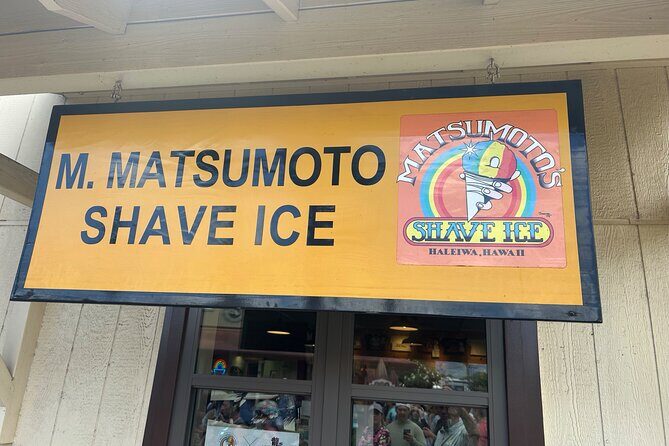 M. MATSUMOTO
SHAVE ICE
MATSUMOTO'S
SHAVE ICE
HALEIWA, HAWAII